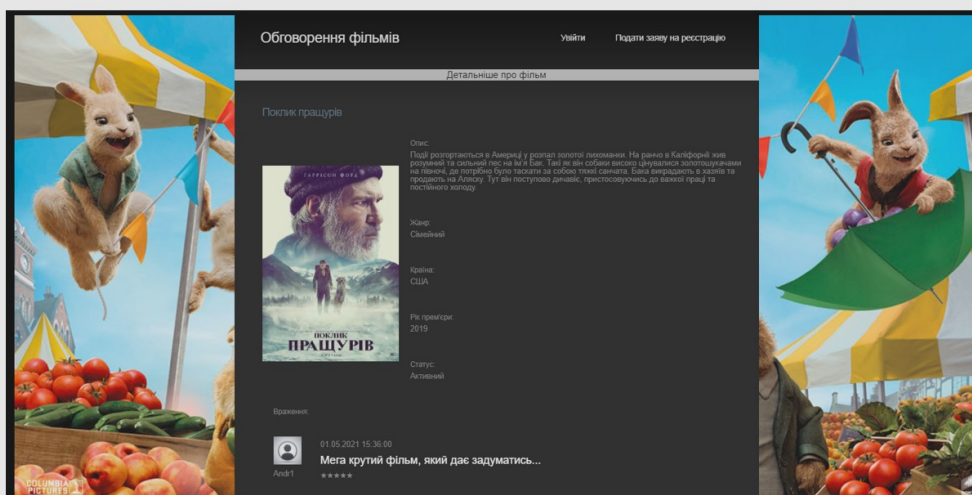 Обговорення фільмів
Увійти
Подати заяву на реєстрацію
Детальніше про фільм
Поклик пращурів
Опис:
Події розгортаються в Америці у розпал золотої лихоманки. На ранчо в Каліфорнії жив
розумний та сильний пес на ім'я Бак. Такі як він собаки високо цінувалися золотошукачами
на півночі, де потрібно було таскати за собою тяжкі санчата. Бака викрадають в хазяїв та
продають на Аляску. Тут він поступово дичавіє, пристосовуючись до важкої праці та
постійного холоду.
ГАРРІСОН ФОРД
ПОКЛИК
ПРАЩУРІВ
Жанр:
Сімейний
Країна:
США
Рік прем'єри:
2019
Статус:
Активний
Враження:
01.05.2021 15:36:00
Мега крутий фільм, який дає задуматись...
Andr1
COLUMBIA
PICTURES